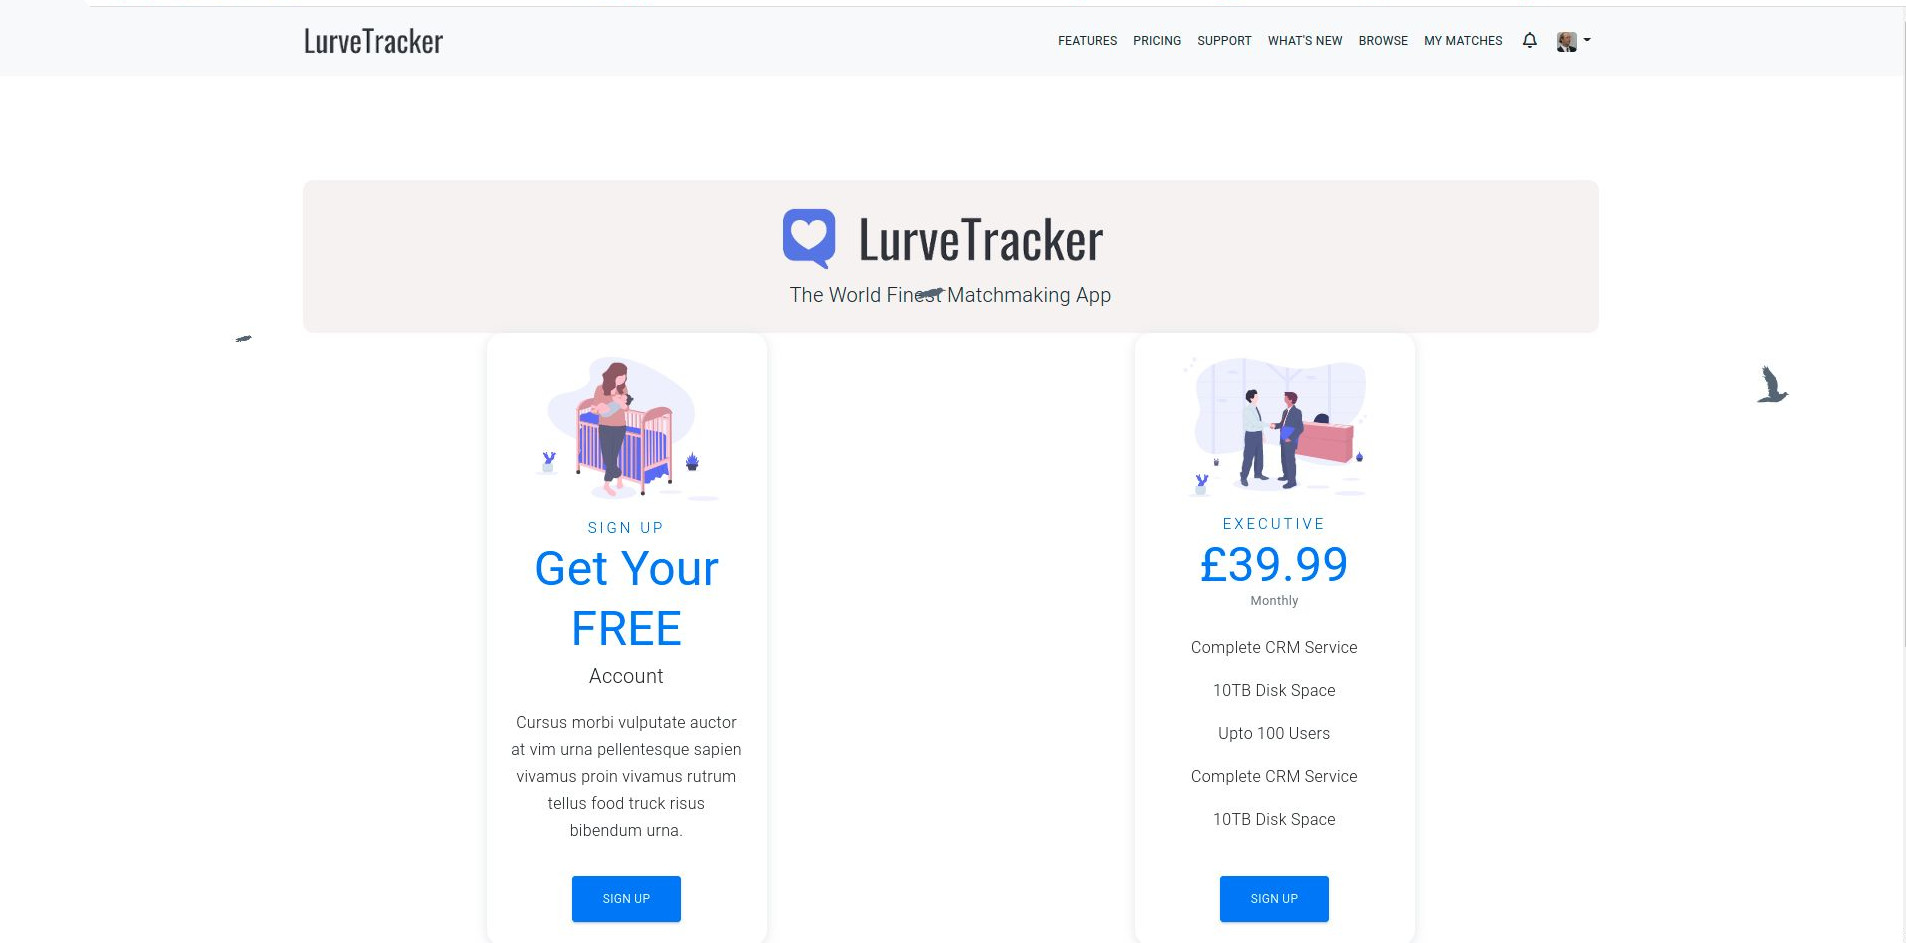 LurveTracker
FEATURES PRICING SUPPORT WHAT'S NEW BROWSE MY MATCHES
LurveTracker
The World Finest Matchmaking App
SIGN UP
Get Your
FREE
Account
Cursus morbi vulputate auctor
at vim urna pellentesque sapien
vivamus proin vivamus rutrum
tellus food truck risus
bibendum urna.
SIGN UP
EXECUTIVE
£39.99
Monthly
Complete CRM Service
10TB Disk Space
Upto 100 Users
Complete CRM Service
10TB Disk Space
SIGN UP